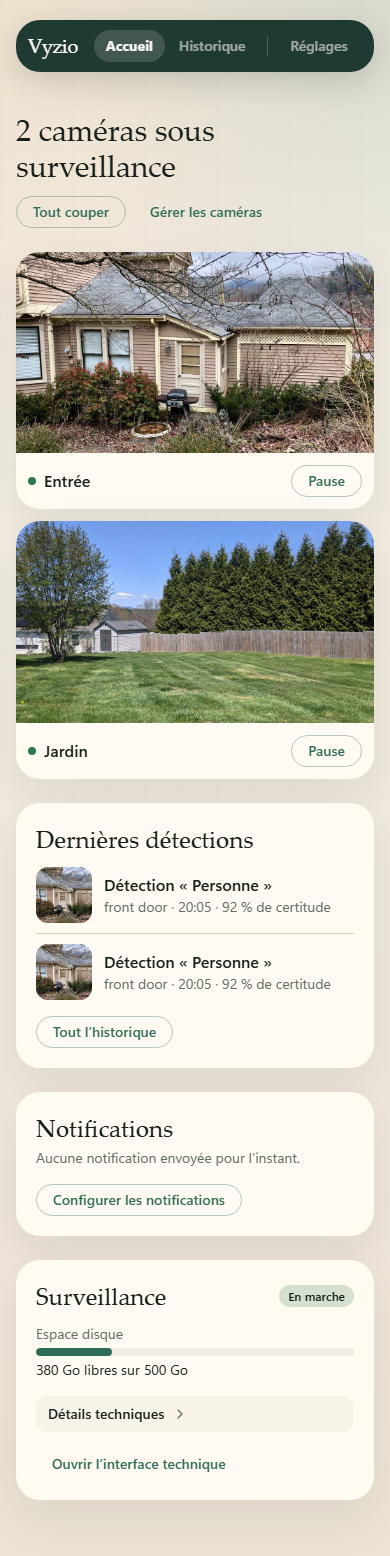 Vyzio
Accueil
Historique
Réglages
2 caméras sous
surveillance
Tout couper
Gérer les caméras
Entrée
Pause
Jardin
Pause
Dernières détections
Détection « Personne »
front door · 20:05 · 92 % de certitude
Détection « Personne »
front door · 20:05 · 92 % de certitude
Tout l’historique
Notifications
Aucune notification envoyée pour l’instant.
Configurer les notifications
Surveillance
En marche
Espace disque
380 Go libres sur 500 Go
Détails techniques
Ouvrir l’interface technique